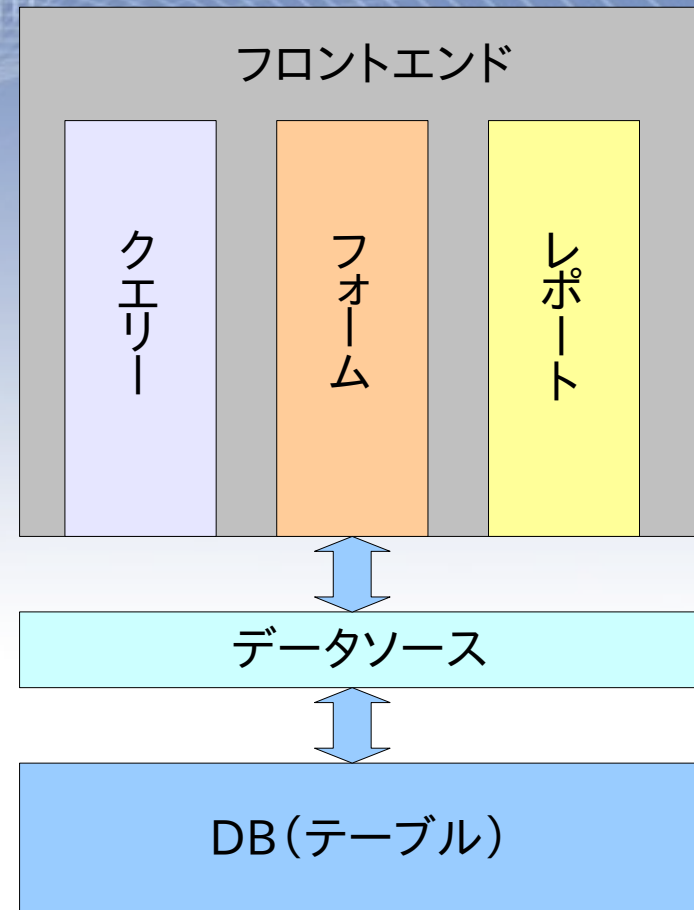 フロントエンド
クエリー
フォーム
レポート
データソース
DB(テーブル)